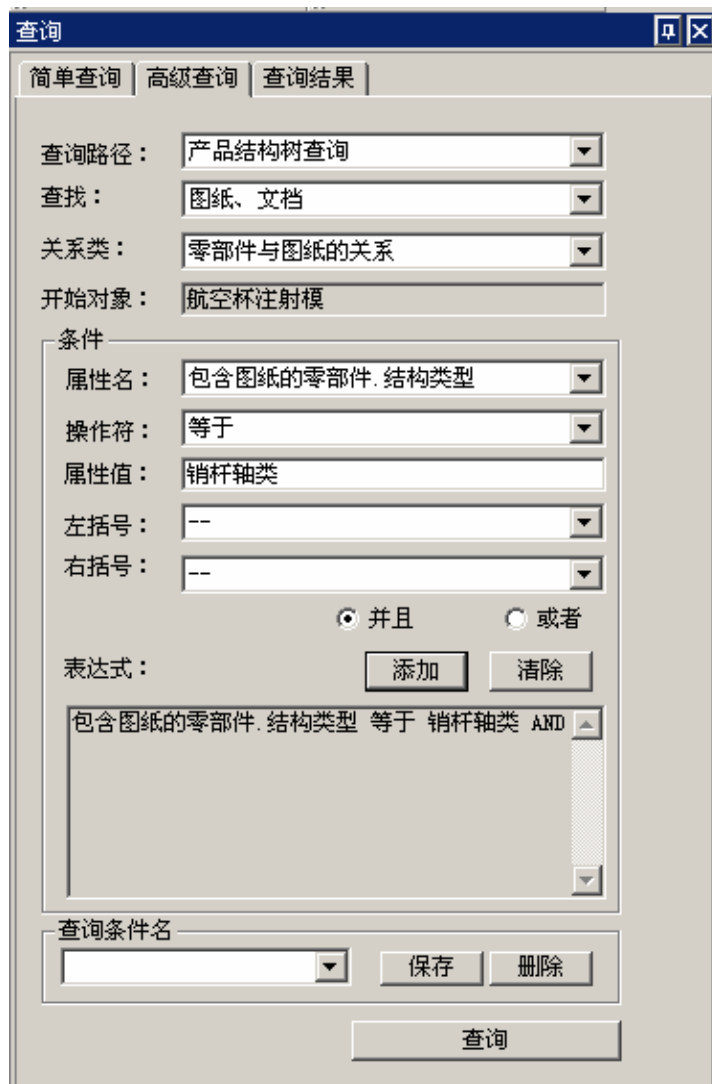 查询
简单查询 高级查询 查询结果
查询路径： 产品结构树查询
查找： 图纸、文档
关系类： 零部件与图纸的关系
开始对象： 航空杯注射模
条件
属性名： 包含图纸的零部件.结构类型
操作符： 等于
属性值： 销杆轴类
左括号： --
右括号： --
并且 或者
表达式： 添加 清除
包含图纸的零部件.结构类型 等于 销杆轴类 AND
查询条件名
保存 删除
查询